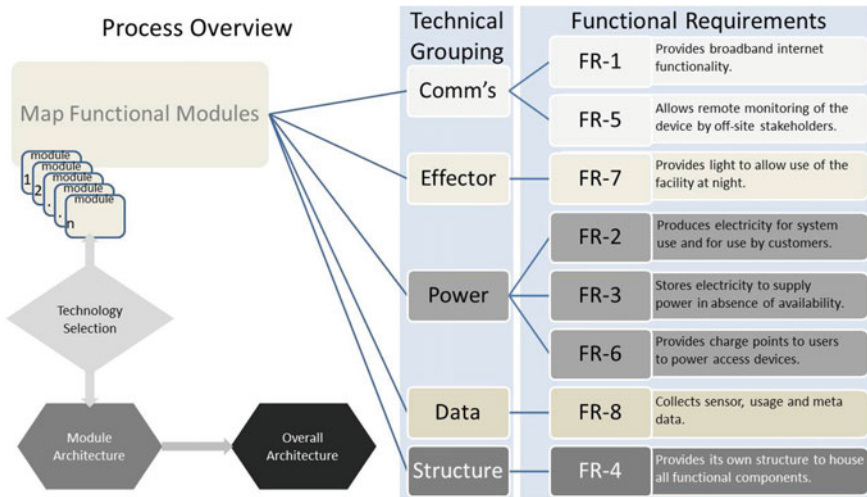 Process Overview
Map Functional Modules
module
1
module
2
module
.
module
.
module
n
Technology
Selection
Module
Architecture
Overall
Architecture
Technical
Grouping
Comm's
Effector
Power
Data
Structure
Functional Requirements
FR-1
Provides broadband internet
functionality.
FR-5
Allows remote monitoring of the
device by off-site stakeholders.
FR-7
Provides light to allow use of the
facility at night.
FR-2
Produces electricity for system
use and for use by customers.
FR-3
Stores electricity to supply
power in absence of availability.
FR-6
Provides charge points to users
to power access devices.
FR-8
Collects sensor, usage and meta
data.
FR-4
Provides its own structure to house
all functional components.